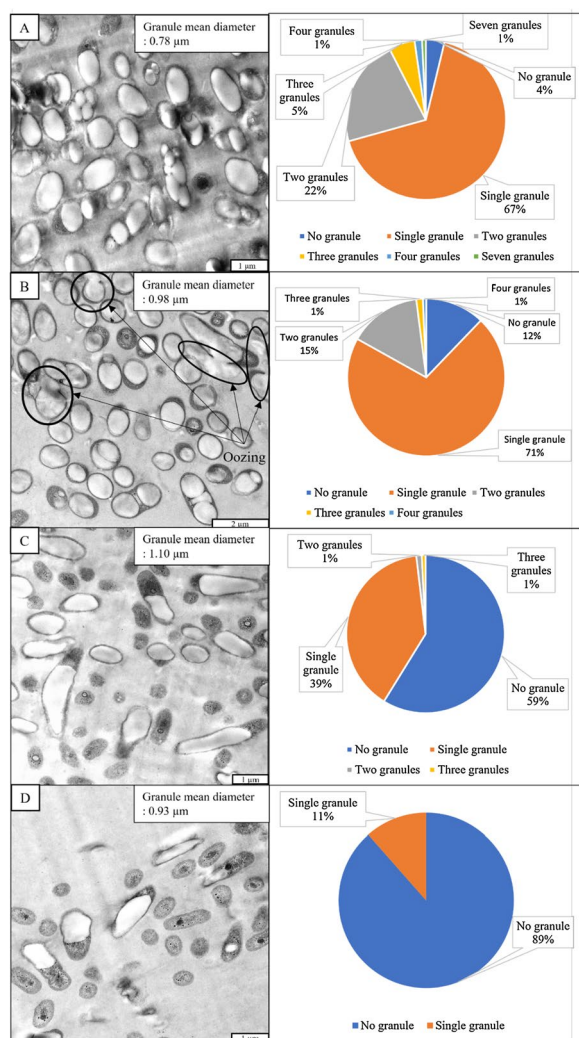 A
Granule mean diameter
: 0.78 µm
1 µm
Four granules
1%
Seven granules
1%
Three
granules
5%
No granule
4%
Two granules
22%
Single granule
67%
No granule
Single granule
Two granules
Three granules
Four granules
Seven granules
B
Granule mean diameter
: 0.98 µm
Oozing
2 µm
Three granules
1%
Four granules
1%
Two granules
15%
No granule
12%
Single granule
71%
No granule
Single granule
Two granules
Three granules
Four granules
C
Granule mean diameter
: 1.10 µm
1 µm
Two granules
1%
Three
granules
1%
Single
granule
39%
No granule
59%
No granule
Single granule
Two granules
Three granules
D
Granule mean diameter
: 0.93 µm
1 µm
Single granule
11%
No granule
89%
No granule
Single granule